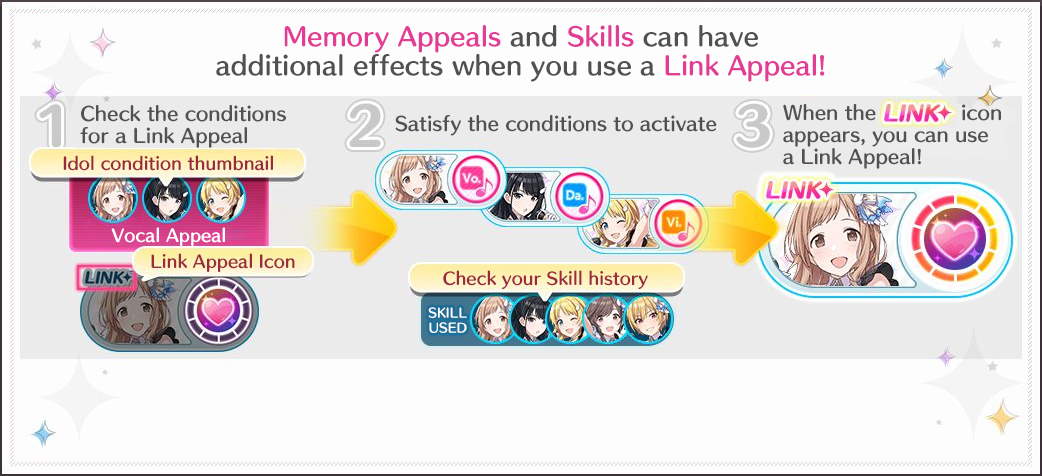 Memory Appeals and Skills can have
additional effects when you use a Link Appeal!
1
Check the conditions
for a Link Appeal
Idol condition thumbnail
Vocal Appeal
Link Appeal Icon
LINK
2
Satisfy the conditions to activate
Vo.
Da.
Vi.
Check your Skill history
SKILL
USED
3
When the LINK icon
appears, you can use
a Link Appeal!
LINK